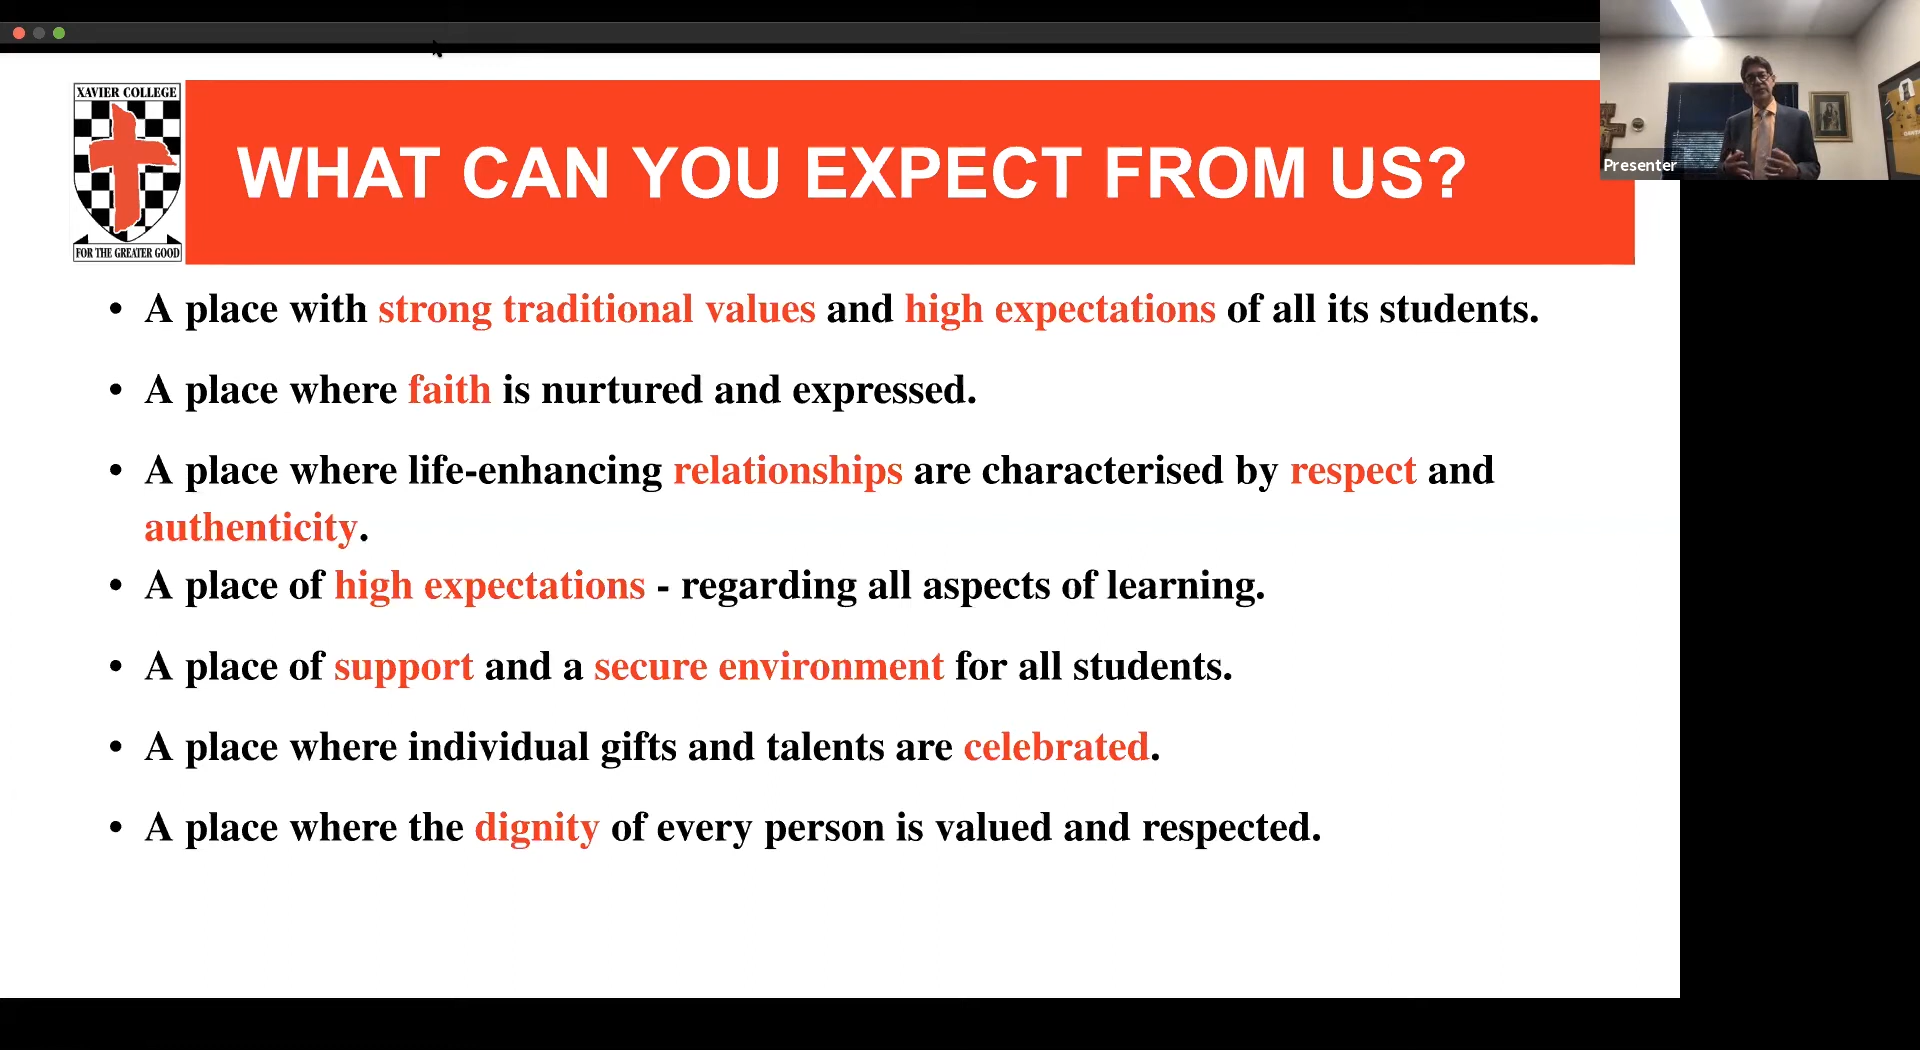 XAVIER COLLEGE
FOR THE GREATER GOOD
WHAT CAN YOU EXPECT FROM US?
Presenter
• A place with strong traditional values and high expectations of all its students.
• A place where faith is nurtured and expressed.
• A place where life-enhancing relationships are characterised by respect and
authenticity.
• A place of high expectations - regarding all aspects of learning.
• A place of support and a secure environment for all students.
• A place where individual gifts and talents are celebrated.
• A place where the dignity of every person is valued and respected.